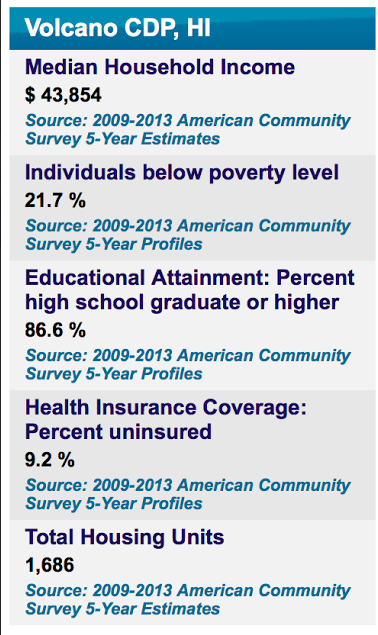 Volcano CDP, HI
Median Household Income
$ 43,854
Source: 2009-2013 American Community
Survey 5-Year Estimates
Individuals below poverty level
21.7 %
Source: 2009-2013 American Community
Survey 5-Year Profiles
Educational Attainment: Percent
high school graduate or higher
86.6 %
Source: 2009-2013 American Community
Survey 5-Year Profiles
Health Insurance Coverage:
Percent uninsured
9.2 %
Source: 2009-2013 American Community
Survey 5-Year Profiles
Total Housing Units
1,686
Source: 2009-2013 American Community
Survey 5-Year Estimates